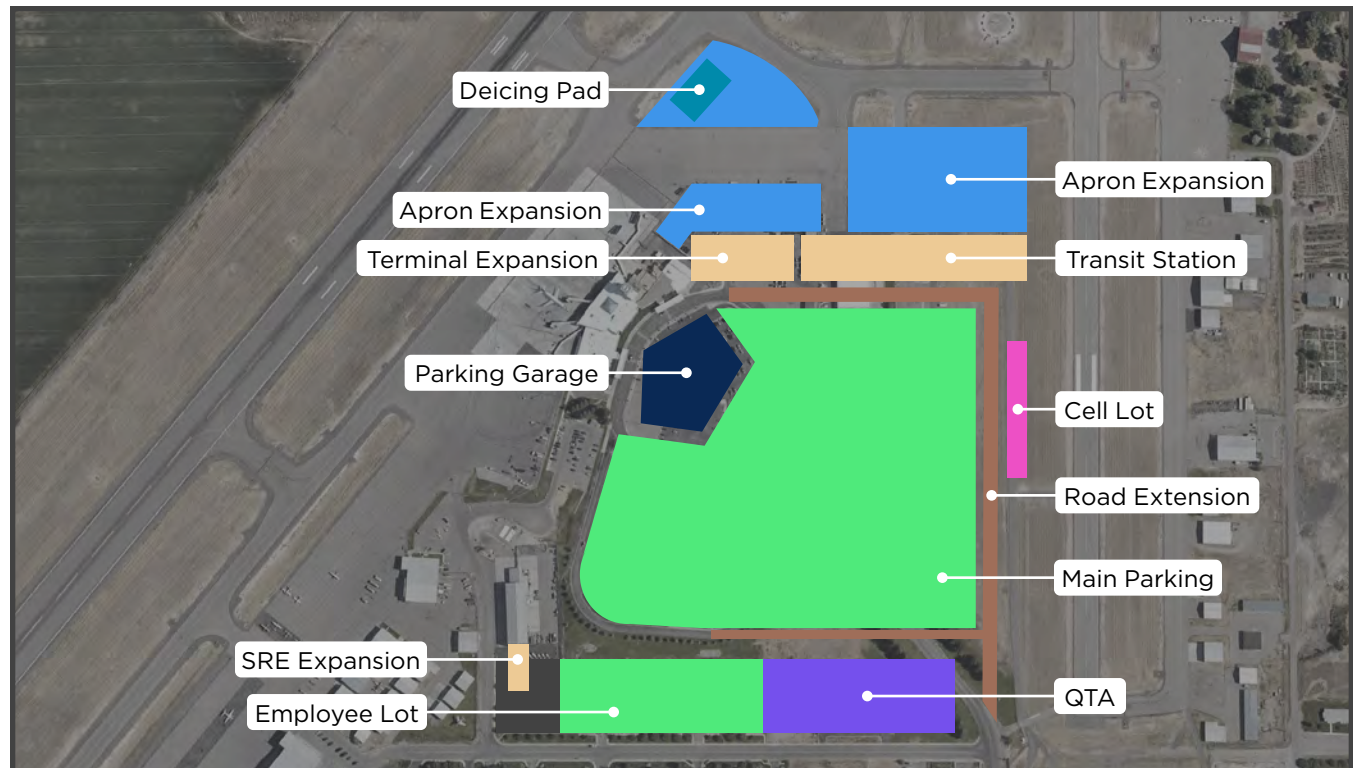 Deicing Pad
Apron Expansion
Apron Expansion
Terminal Expansion
Transit Station
Parking Garage
Cell Lot
Road Extension
Main Parking
SRE Expansion
QTA
Employee Lot